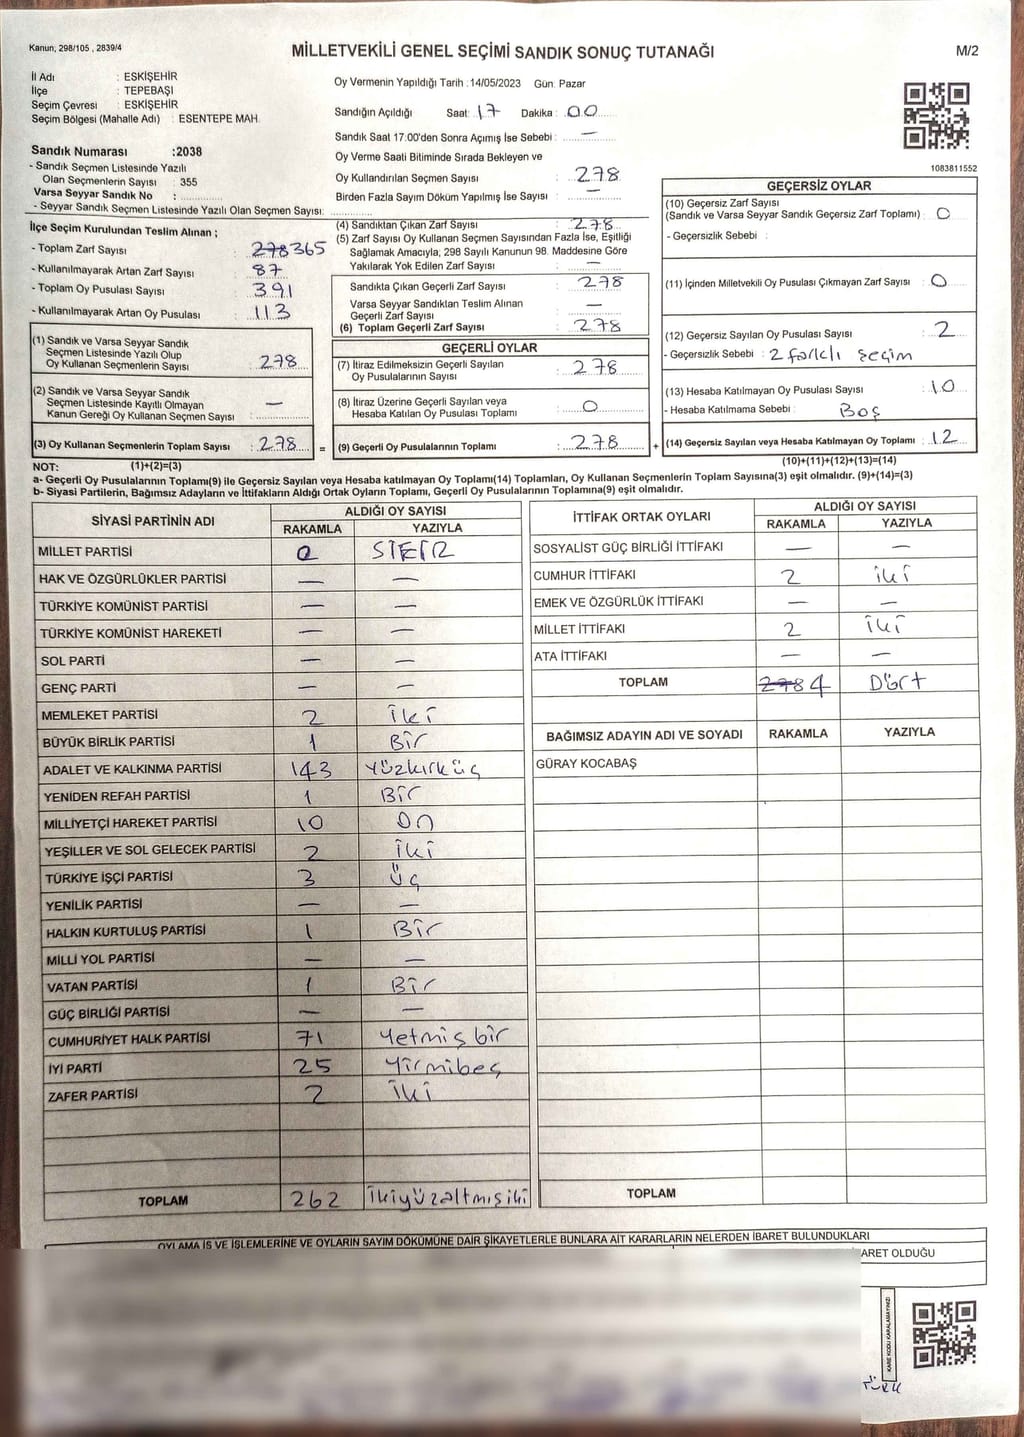 Kanun, 298/105 , 2839/4
MİLLETVEKİLİ GENEL SEÇİMİ SANDIK SONUÇ TUTANAĞI
M/2
İl Adı : ESKİŞEHİR
İlçe : TEPEBAŞI
Seçim Çevresi : ESKİŞEHİR
Seçim Bölgesi (Mahalle Adı) : ESENTEPE MAH.
Sandık Numarası :2038
- Sandık Seçmen Listesinde Yazılı
Olan Seçmenlerin Sayısı : 355
Varsa Seyyar Sandık No :
- Seyyar Sandık Seçmen Listesinde Yazılı Olan Seçmen Sayısı:
Oy Vermenin Yapıldığı Tarih :14/05/2023 Gün: Pazar
Sandığın Açıldığı Saat: 17 Dakika : 00
Sandık Saat 17:00'den Sonra Açımış İse Sebebi : —
Oy Verme Saati Bitiminde Sırada Bekleyen ve
Oy Kullandırılan Seçmen Sayısı : 278
Birden Fazla Sayım Döküm Yapılmış İse Sayısı : —
1083811552
İlçe Seçim Kurulundan Teslim Alınan ;
- Toplam Zarf Sayısı : 278 365
- Kullanılmayarak Artan Zarf Sayısı : 87
- Toplam Oy Pusulası Sayısı : 391
- Kullanılmayarak Artan Oy Pusulası : 113
(1) Sandık ve Varsa Seyyar Sandık
Seçmen Listesinde Yazılı Olup
Oy Kullanan Seçmenlerin Sayısı : 278
(2) Sandık ve Varsa Seyyar Sandık
Seçmen Listesinde Kayıtlı Olmayan
Kanun Gereği Oy Kullanan Seçmen Sayısı : —
(3) Oy Kullanan Seçmenlerin Toplam Sayısı : 278 =
(4) Sandıktan Çıkan Zarf Sayısı : 278
(5) Zarf Sayısı Oy Kullanan Seçmen Sayısından Fazla İse, Eşitliği
Sağlamak Amacıyla, 298 Sayılı Kanunun 98. Maddesine Göre
Yakılarak Yok Edilen Zarf Sayısı : —
Sandıkta Çıkan Geçerli Zarf Sayısı : 278
Varsa Seyyar Sandıktan Teslim Alınan
Geçerli Zarf Sayısı : —
(6) Toplam Geçerli Zarf Sayısı : 278
GEÇERLİ OYLAR
(7) İtiraz Edilmeksizin Geçerli Sayılan
Oy Pusulalarının Sayısı : 278
(8) İtiraz Üzerine Geçerli Sayılan veya
Hesaba Katılan Oy Pusulası Toplamı : 0
(9) Geçerli Oy Pusulalarının Toplamı : 278 +
GEÇERSİZ OYLAR
(10) Geçersiz Zarf Sayısı
(Sandık ve Varsa Seyyar Sandık Geçersiz Zarf Toplamı) : 0
- Geçersizlik Sebebi :
(11) İçinden Milletvekili Oy Pusulası Çıkmayan Zarf Sayısı : 0
(12) Geçersiz Sayılan Oy Pusulası Sayısı : 2
- Geçersizlik Sebebi : 2 farklı seçim
(13) Hesaba Katılmayan Oy Pusulası Sayısı : 10
- Hesaba Katılmama Sebebi : Boş
(14) Geçersiz Sayılan veya Hesaba Katılmayan Oy Toplamı : 12
NOT: (1)+(2)=(3)
(10)+(11)+(12)+(13)=(14)
a- Geçerli Oy Pusulalarının Toplamı(9) ile Geçersiz Sayılan veya Hesaba katılmayan Oy Toplamı(14) Toplamları, Oy Kullanan Seçmenlerin Toplam Sayısına(3) eşit olmalıdır. (9)+(14)=(3)
b- Siyasi Partilerin, Bağımsız Adayların ve İttifakların Aldığı Ortak Oyların Toplamı, Geçerli Oy Pusulalarının Toplamına(9) eşit olmalıdır.
SİYASİ PARTİNİN ADI ALDIĞI OY SAYISI
RAKAMLA YAZIYLA
MİLLET PARTİSİ 0 SIFIR
HAK VE ÖZGÜRLÜKLER PARTİSİ — —
TÜRKİYE KOMÜNİST PARTİSİ — —
TÜRKİYE KOMÜNİST HAREKETİ — —
SOL PARTİ — —
GENÇ PARTİ — —
MEMLEKET PARTİSİ 2 İki
BÜYÜK BİRLİK PARTİSİ 1 Bir
ADALET VE KALKINMA PARTİSİ 143 Yüzkırküç
YENİDEN REFAH PARTİSİ 1 Bir
MİLLİYETÇİ HAREKET PARTİSİ 10 On
YEŞİLLER VE SOL GELECEK PARTİSİ 2 İki
TÜRKİYE İŞÇİ PARTİSİ 3 Üç
YENİLİK PARTİSİ — —
HALKIN KURTULUŞ PARTİSİ 1 Bir
MİLLİ YOL PARTİSİ — —
VATAN PARTİSİ 1 Bir
GÜÇ BİRLİĞİ PARTİSİ — —
CUMHURİYET HALK PARTİSİ 71 Yetmiş bir
İYİ PARTİ 25 Yirmibeş
ZAFER PARTİSİ 2 İki
TOPLAM 262 İkiyüzaltmışiki
İTTİFAK ORTAK OYLARI ALDIĞI OY SAYISI
RAKAMLA YAZIYLA
SOSYALİST GÜÇ BİRLİĞİ İTTİFAKI — —
CUMHUR İTTİFAKI 2 iki
EMEK VE ÖZGÜRLÜK İTTİFAKI — —
MİLLET İTTİFAKI 2 iki
ATA İTTİFAKI — —
TOPLAM 278 4 Dört
BAĞIMSIZ ADAYIN ADI VE SOYADI RAKAMLA YAZIYLA
GÜRAY KOCABAŞ
TOPLAM
OYLAMA İŞ VE İŞLEMLERİNE VE OYLARIN SAYIM DÖKÜMÜNE DAİR ŞİKAYETLERLE BUNLARA AİT KARARLARIN NELERDEN İBARET BULUNDUKLARI
ARET OLDUĞU
KARE KODU KARALAMAYINIZ!